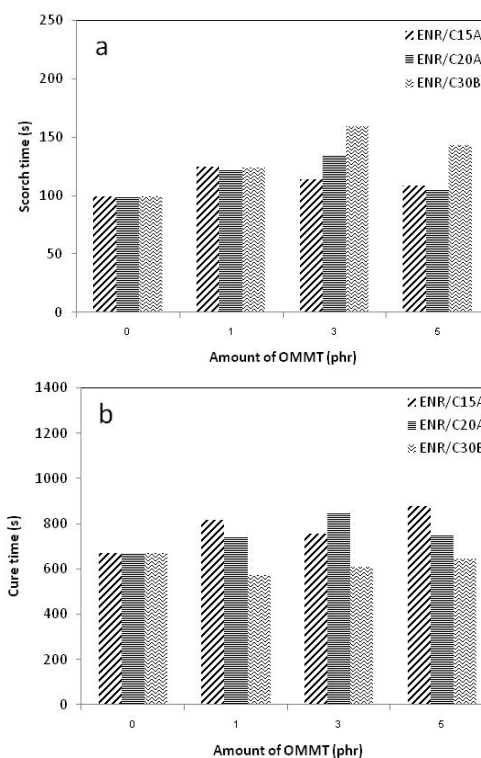 a
250
200
150
100
50
0
Scorch time (s)
ENR/C15A
ENR/C20A
ENR/C30B
0 1 3 5
Amount of OMMT (phr)
b
1400
1200
1000
800
600
400
200
0
Cure time (s)
ENR/C15A
ENR/C20A
ENR/C30B
0 1 3 5
Amount of OMMT (phr)